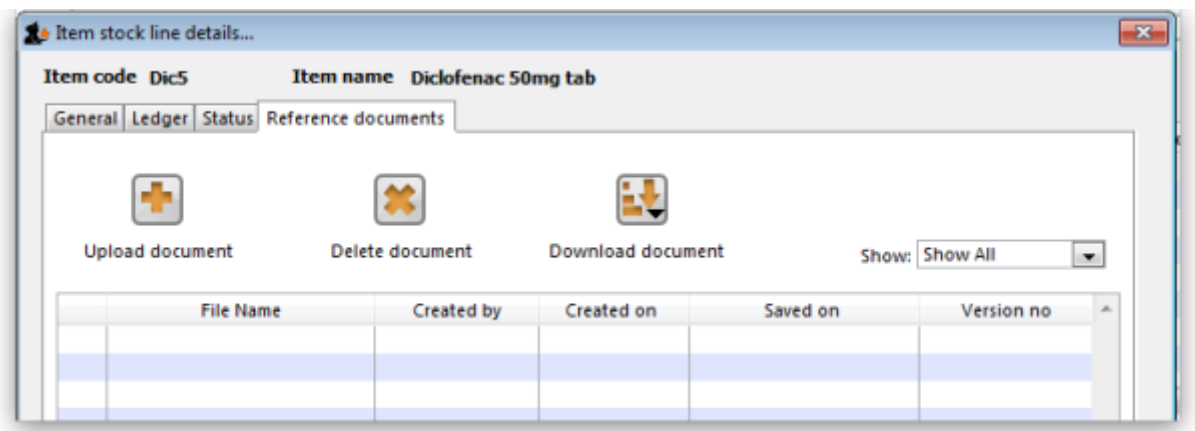 Item stock line details...
Item code Dic5 Item name Diclofenac 50mg tab
General Ledger Status Reference documents
Upload document Delete document Download document Show: Show All
File Name Created by Created on Saved on Version no